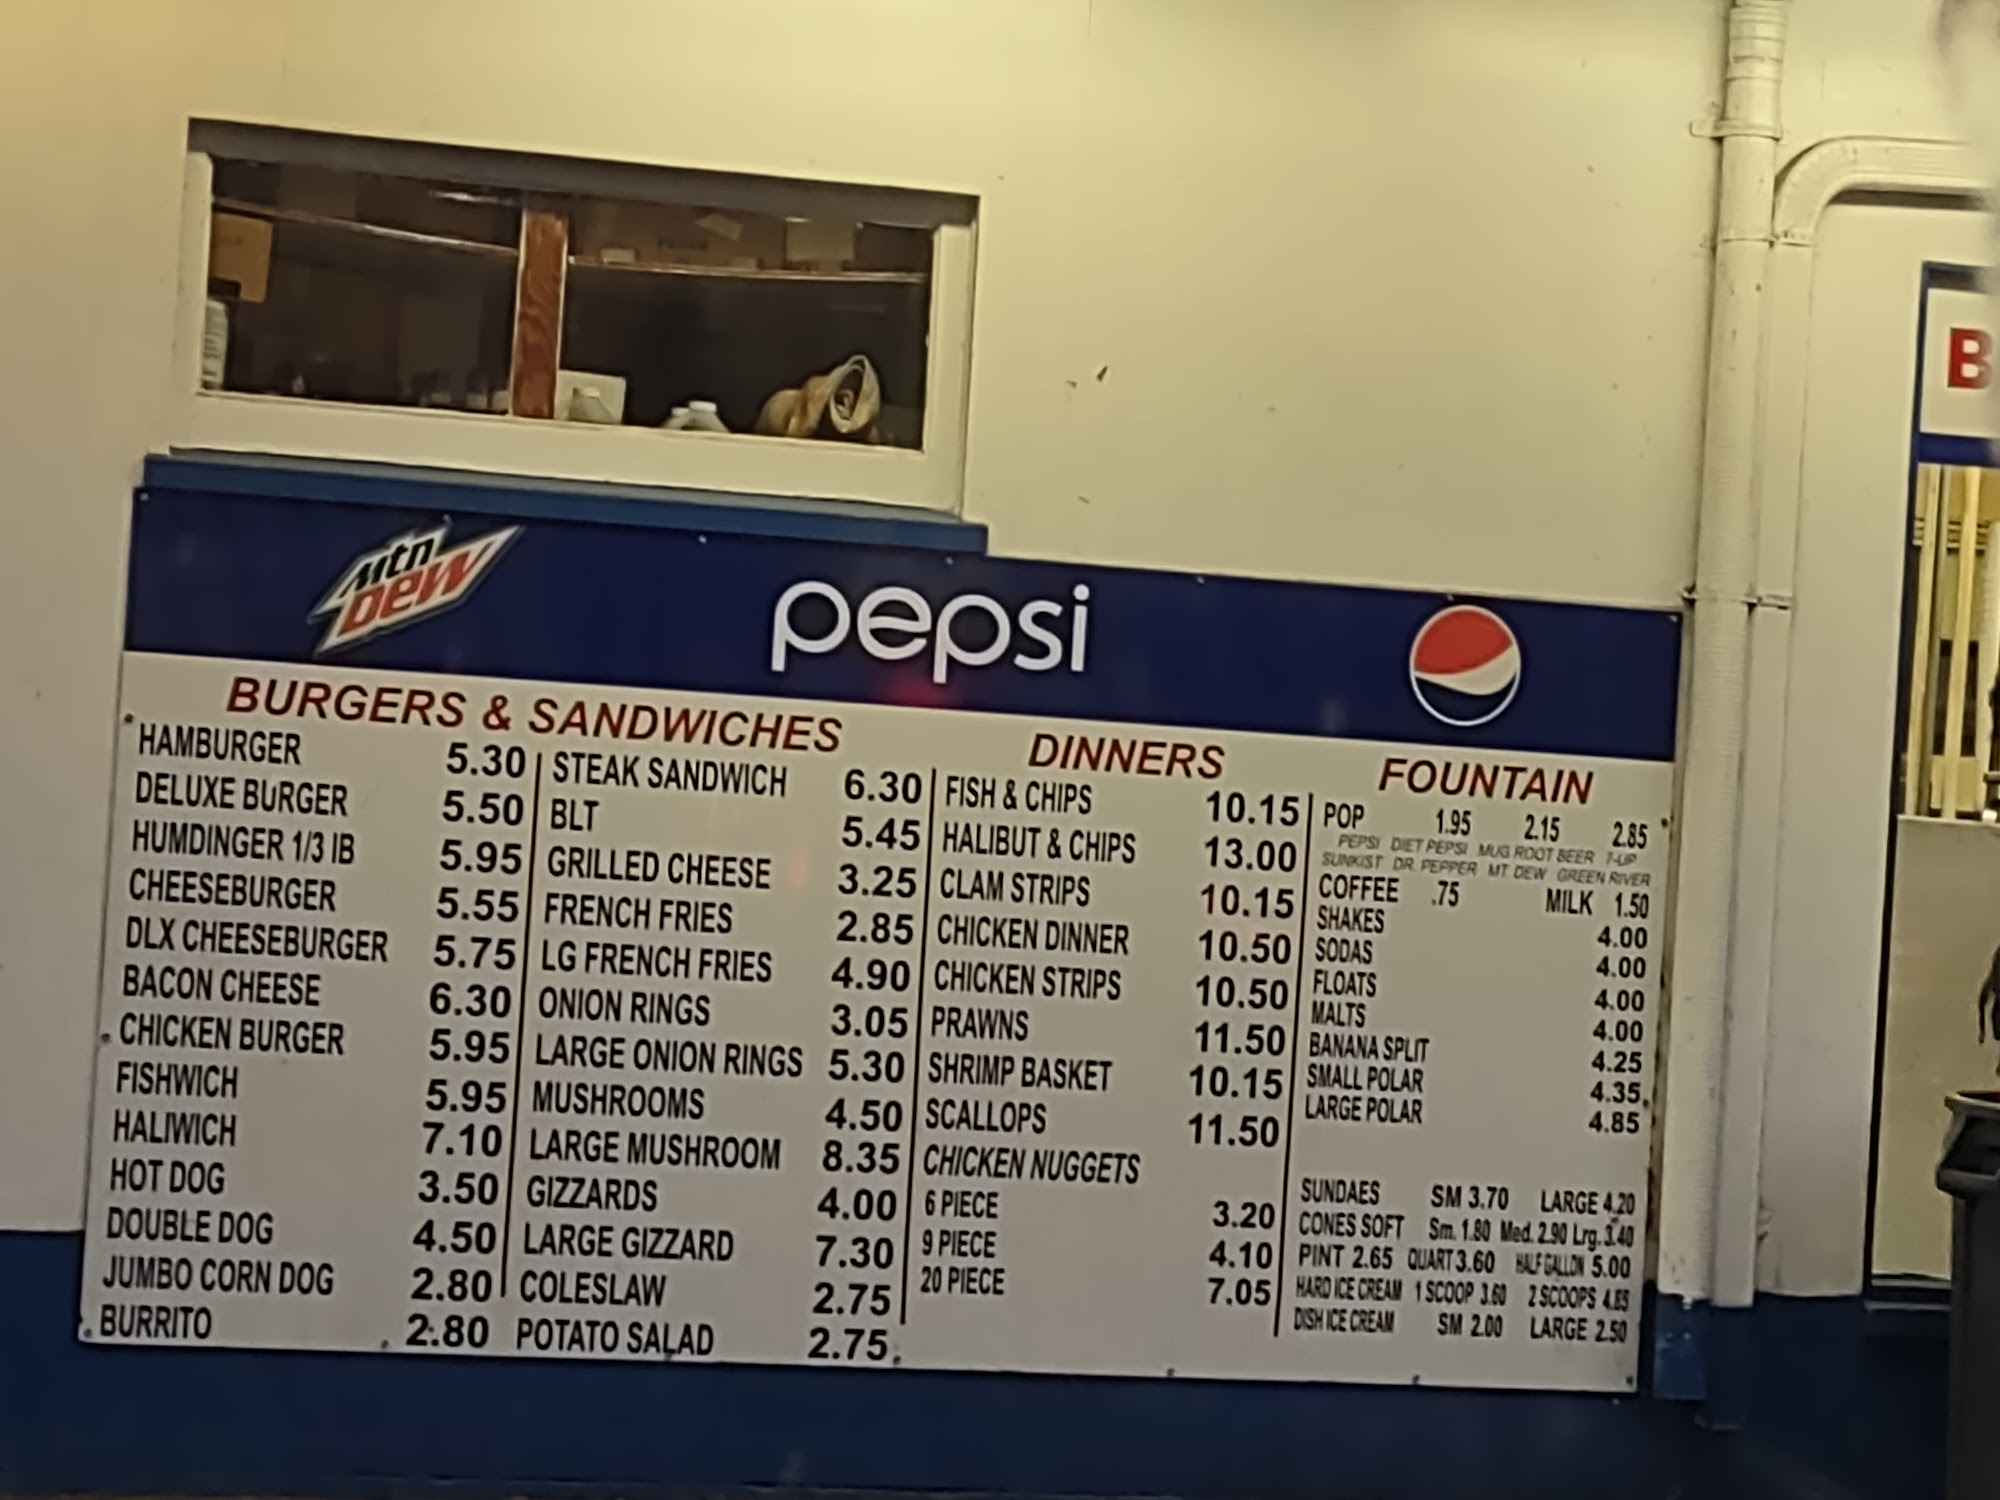 Mtn
Dew
pepsi
B
BURGERS & SANDWICHES
HAMBURGER 5.30
DELUXE BURGER 5.50
HUMDINGER 1/3 IB 5.95
CHEESEBURGER 5.55
DLX CHEESEBURGER 5.75
BACON CHEESE 6.30
CHICKEN BURGER 5.95
FISHWICH 5.95
HALIWICH 7.10
HOT DOG 3.50
DOUBLE DOG 4.50
JUMBO CORN DOG 2.80
BURRITO 2.80
STEAK SANDWICH 6.30
BLT 5.45
GRILLED CHEESE 3.25
FRENCH FRIES 2.85
LG FRENCH FRIES 4.90
ONION RINGS 3.05
LARGE ONION RINGS 5.30
MUSHROOMS 4.50
LARGE MUSHROOM 8.35
GIZZARDS 4.00
LARGE GIZZARD 7.30
COLESLAW 2.75
POTATO SALAD 2.75
DINNERS
FISH & CHIPS 10.15
HALIBUT & CHIPS 13.00
CLAM STRIPS 10.15
CHICKEN DINNER 10.50
CHICKEN STRIPS 10.50
PRAWNS 11.50
SHRIMP BASKET 10.15
SCALLOPS 11.50
CHICKEN NUGGETS
6 PIECE 3.20
9 PIECE 4.10
20 PIECE 7.05
FOUNTAIN
POP 1.95 2.15 2.85
PEPSI DIET PEPSI MUG ROOT BEER 7-UP
SUNKIST DR. PEPPER MT DEW GREEN RIVER
COFFEE .75 MILK 1.50
SHAKES 4.00
SODAS 4.00
FLOATS 4.00
MALTS 4.00
BANANA SPLIT 4.25
SMALL POLAR 4.35
LARGE POLAR 4.85
SUNDAES SM 3.70 LARGE 4.20
CONES SOFT Sm. 1.80 Med. 2.90 Lrg. 3.40
PINT 2.65 QUART 3.60 HALF GALLON 5.00
HARD ICE CREAM 1 SCOOP 3.60 2 SCOOPS 4.85
DISH ICE CREAM SM 2.00 LARGE 2.50